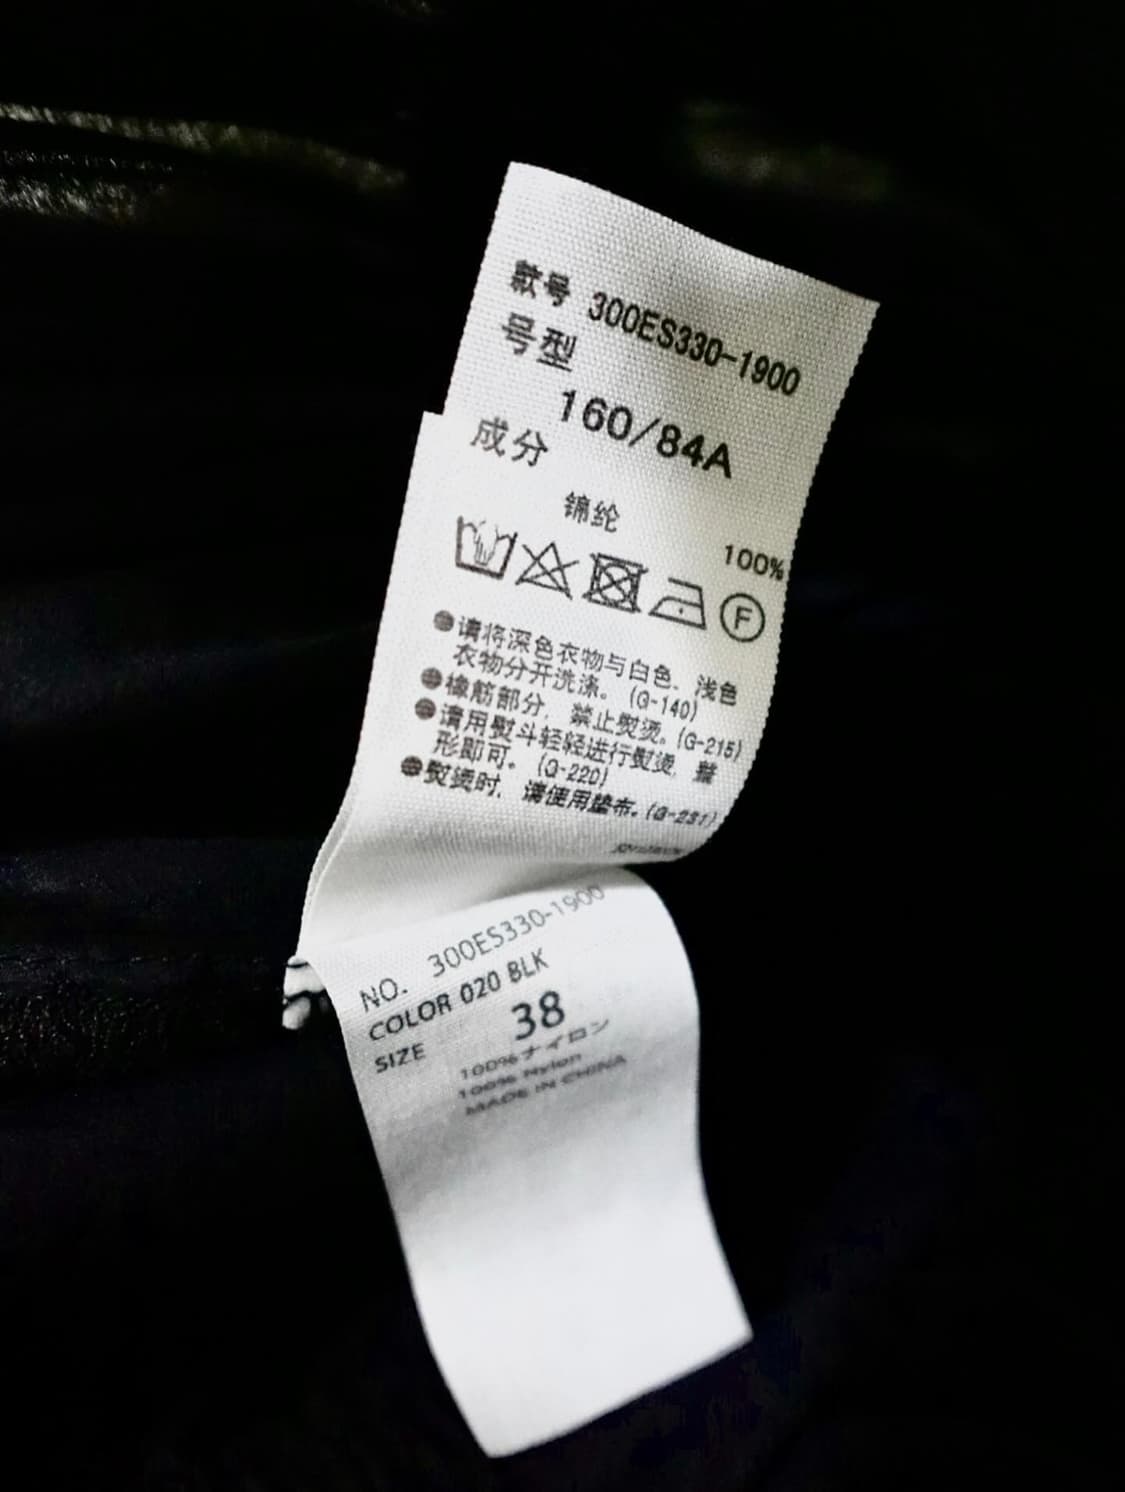 款号 300ES330-1900
号型
160/84A
成分
锦纶
100%
F
●请将深色衣物与白色、浅色
衣物分开洗涤。(G-140)
●橡筋部分，禁止熨烫。(G-215)
●请用熨斗轻轻进行熨烫，整
形即可。(G-220)
●熨烫时，请使用垫布。(G-231)
NO. 300ES330-1900
COLOR 020 BLK
SIZE 38
100%ナイロン
100% Nylon
MADE IN CHINA